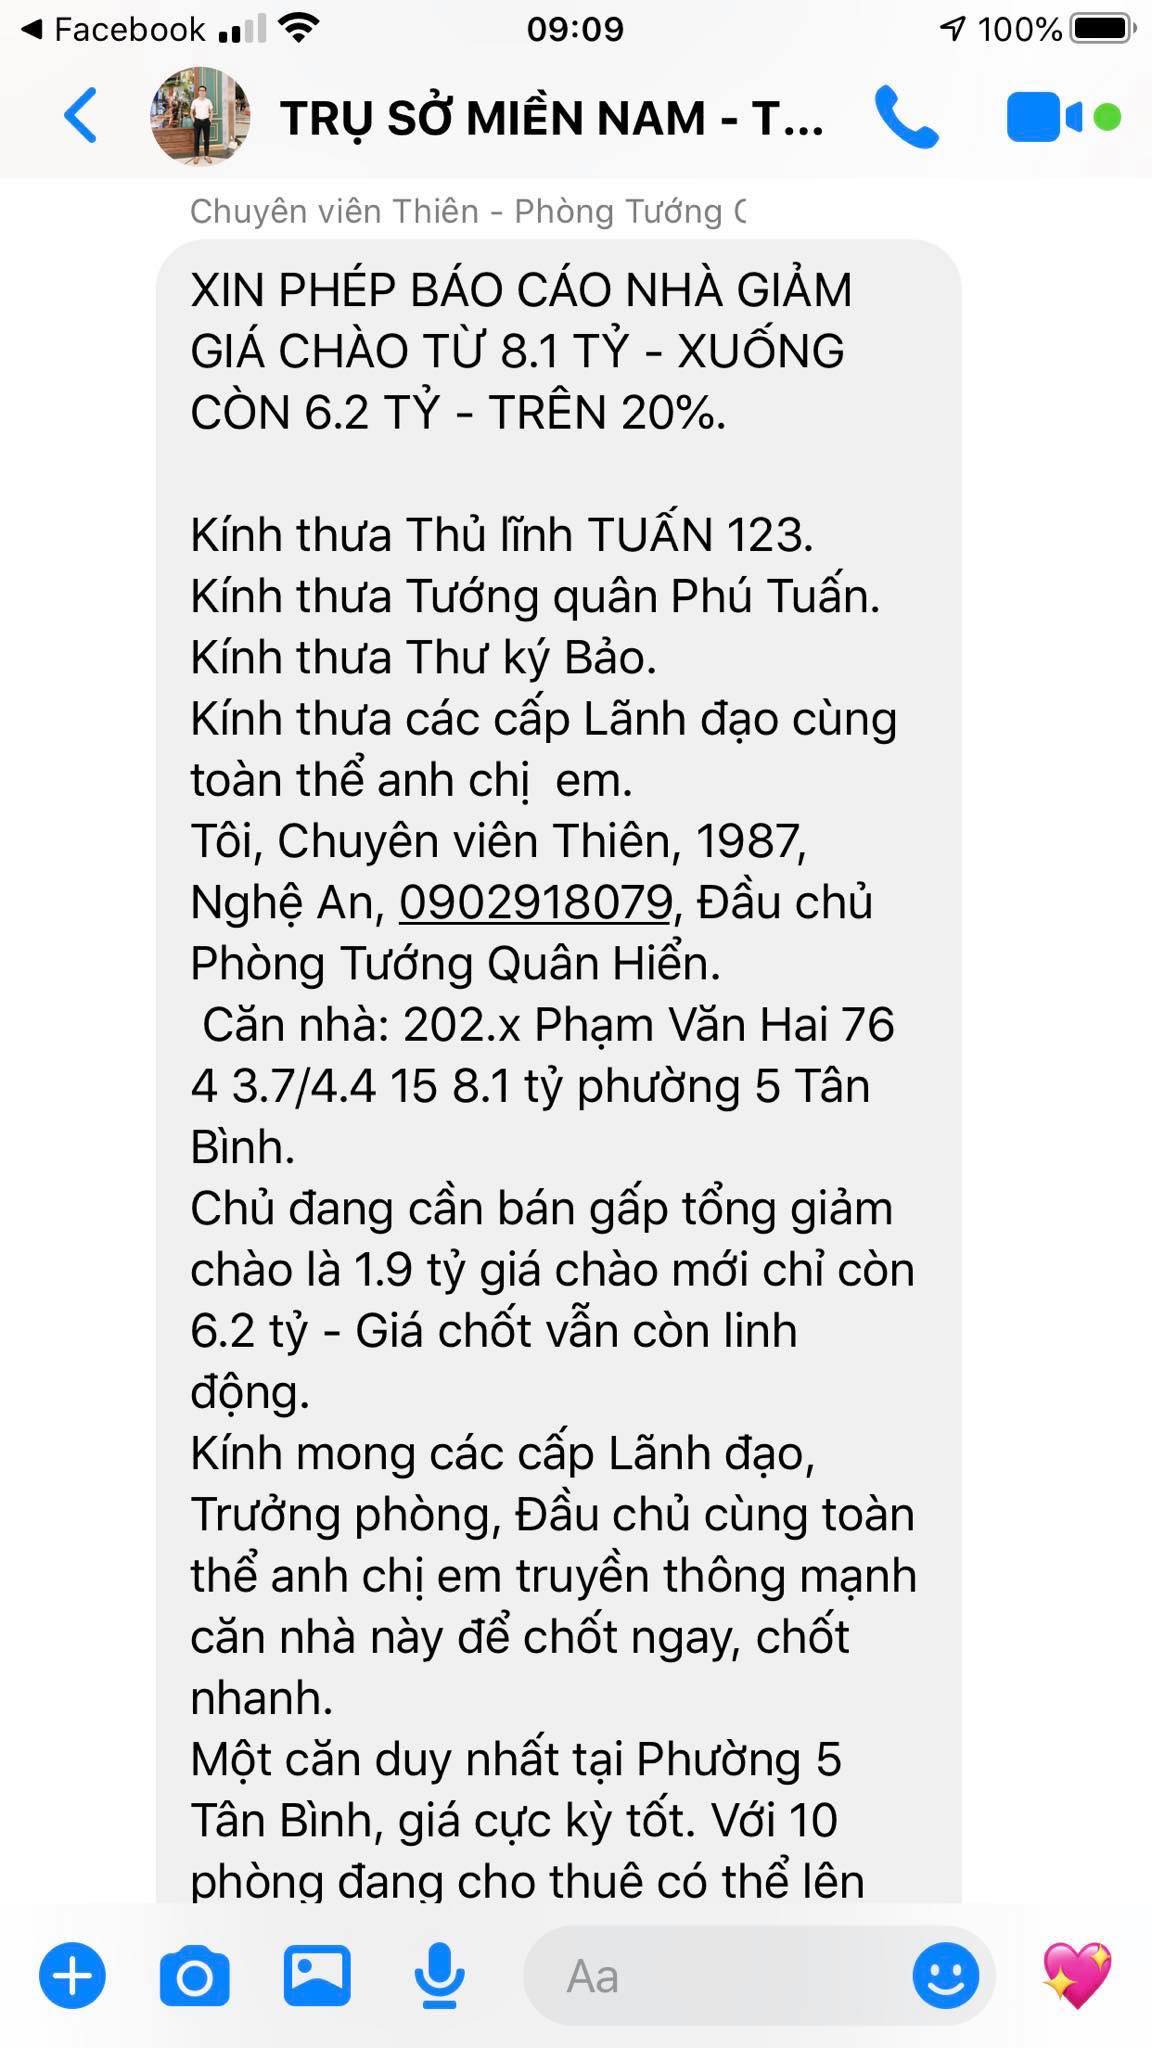 Facebook
09:09
100%
TRỤ SỞ MIỀN NAM - T...
Chuyên viên Thiên - Phòng Tướng
XIN PHÉP BÁO CÁO NHÀ GIẢM
GIÁ CHÀO TỪ 8.1 TỶ - XUỐNG
CÒN 6.2 TỶ - TRÊN 20%.
Kính thưa Thủ lĩnh TUẤN 123.
Kính thưa Tướng quân Phú Tuấn.
Kính thưa Thư ký Bảo.
Kính thưa các cấp Lãnh đạo cùng
toàn thể anh chị  em.
Tôi, Chuyên viên Thiên, 1987,
Nghệ An, 0902918079, Đầu chủ
Phòng Tướng Quân Hiển.
Căn nhà: 202.x Phạm Văn Hai 76
4 3.7/4.4 15 8.1 tỷ phường 5 Tân
Bình.
Chủ đang cần bán gấp tổng giảm
chào là 1.9 tỷ giá chào mới chỉ còn
6.2 tỷ - Giá chốt vẫn còn linh
động.
Kính mong các cấp Lãnh đạo,
Trưởng phòng, Đầu chủ cùng toàn
thể anh chị em truyền thông mạnh
căn nhà này để chốt ngay, chốt
nhanh.
Một căn duy nhất tại Phường 5
Tân Bình, giá cực kỳ tốt. Với 10
phòng đang cho thuê có thể lên
Aa